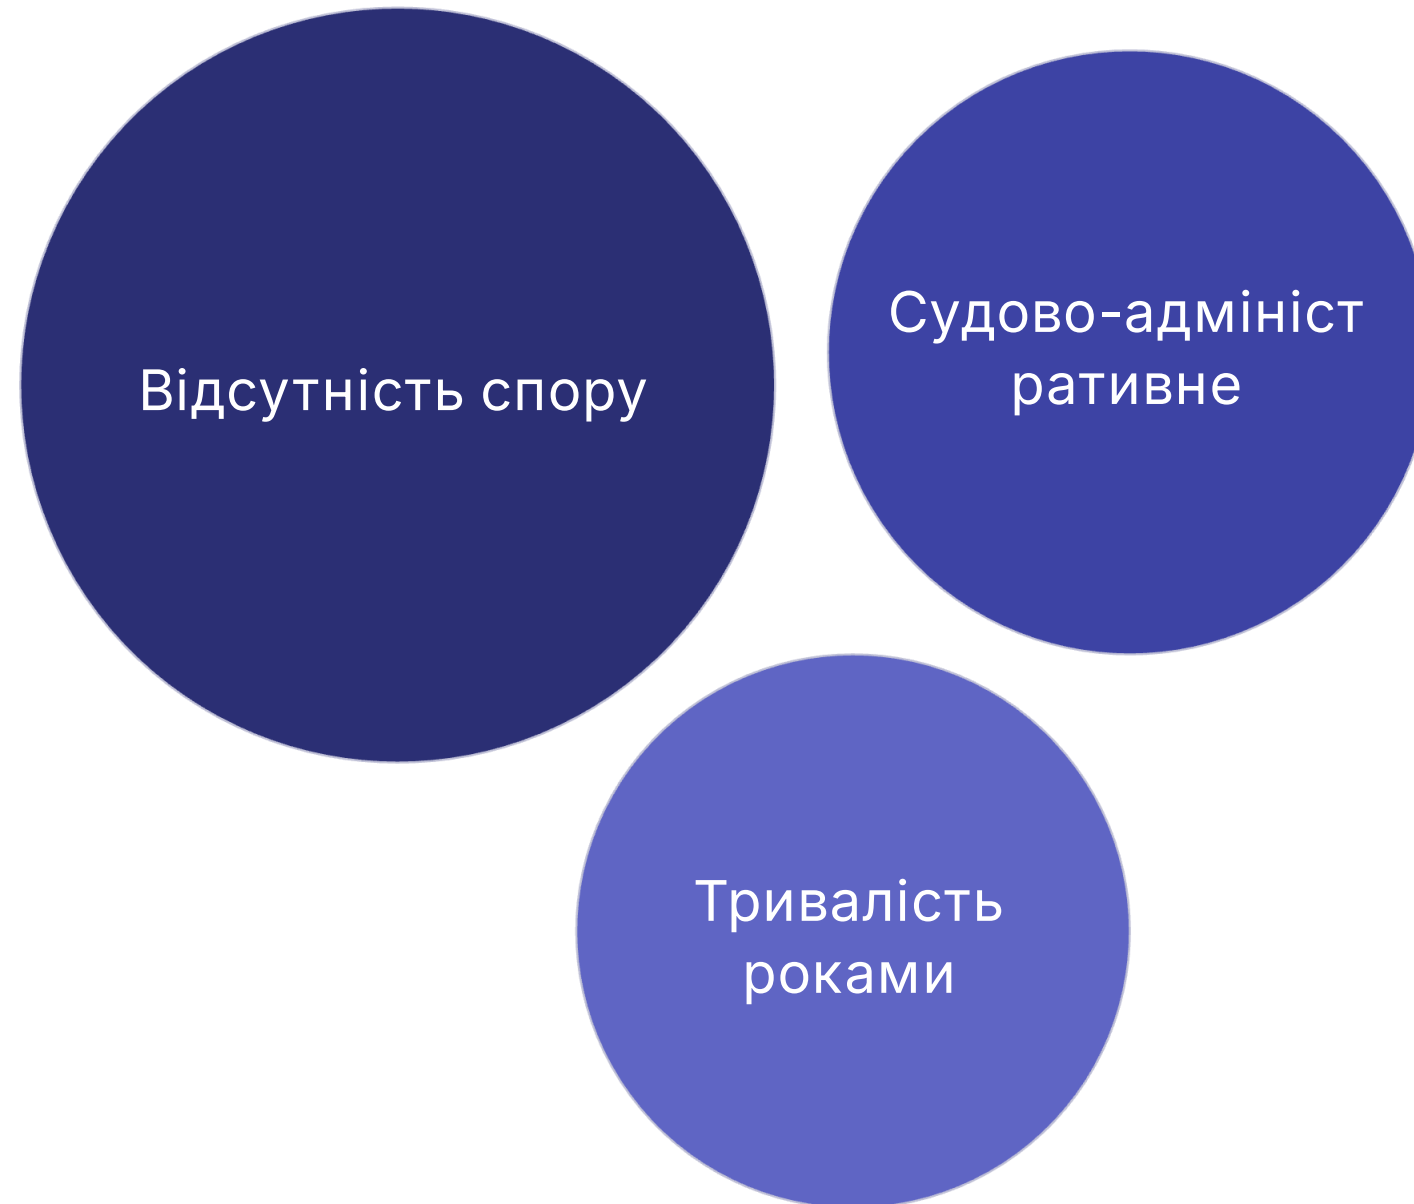 Відсутність спору
Судово-адмініст
ративне
Тривалість
роками